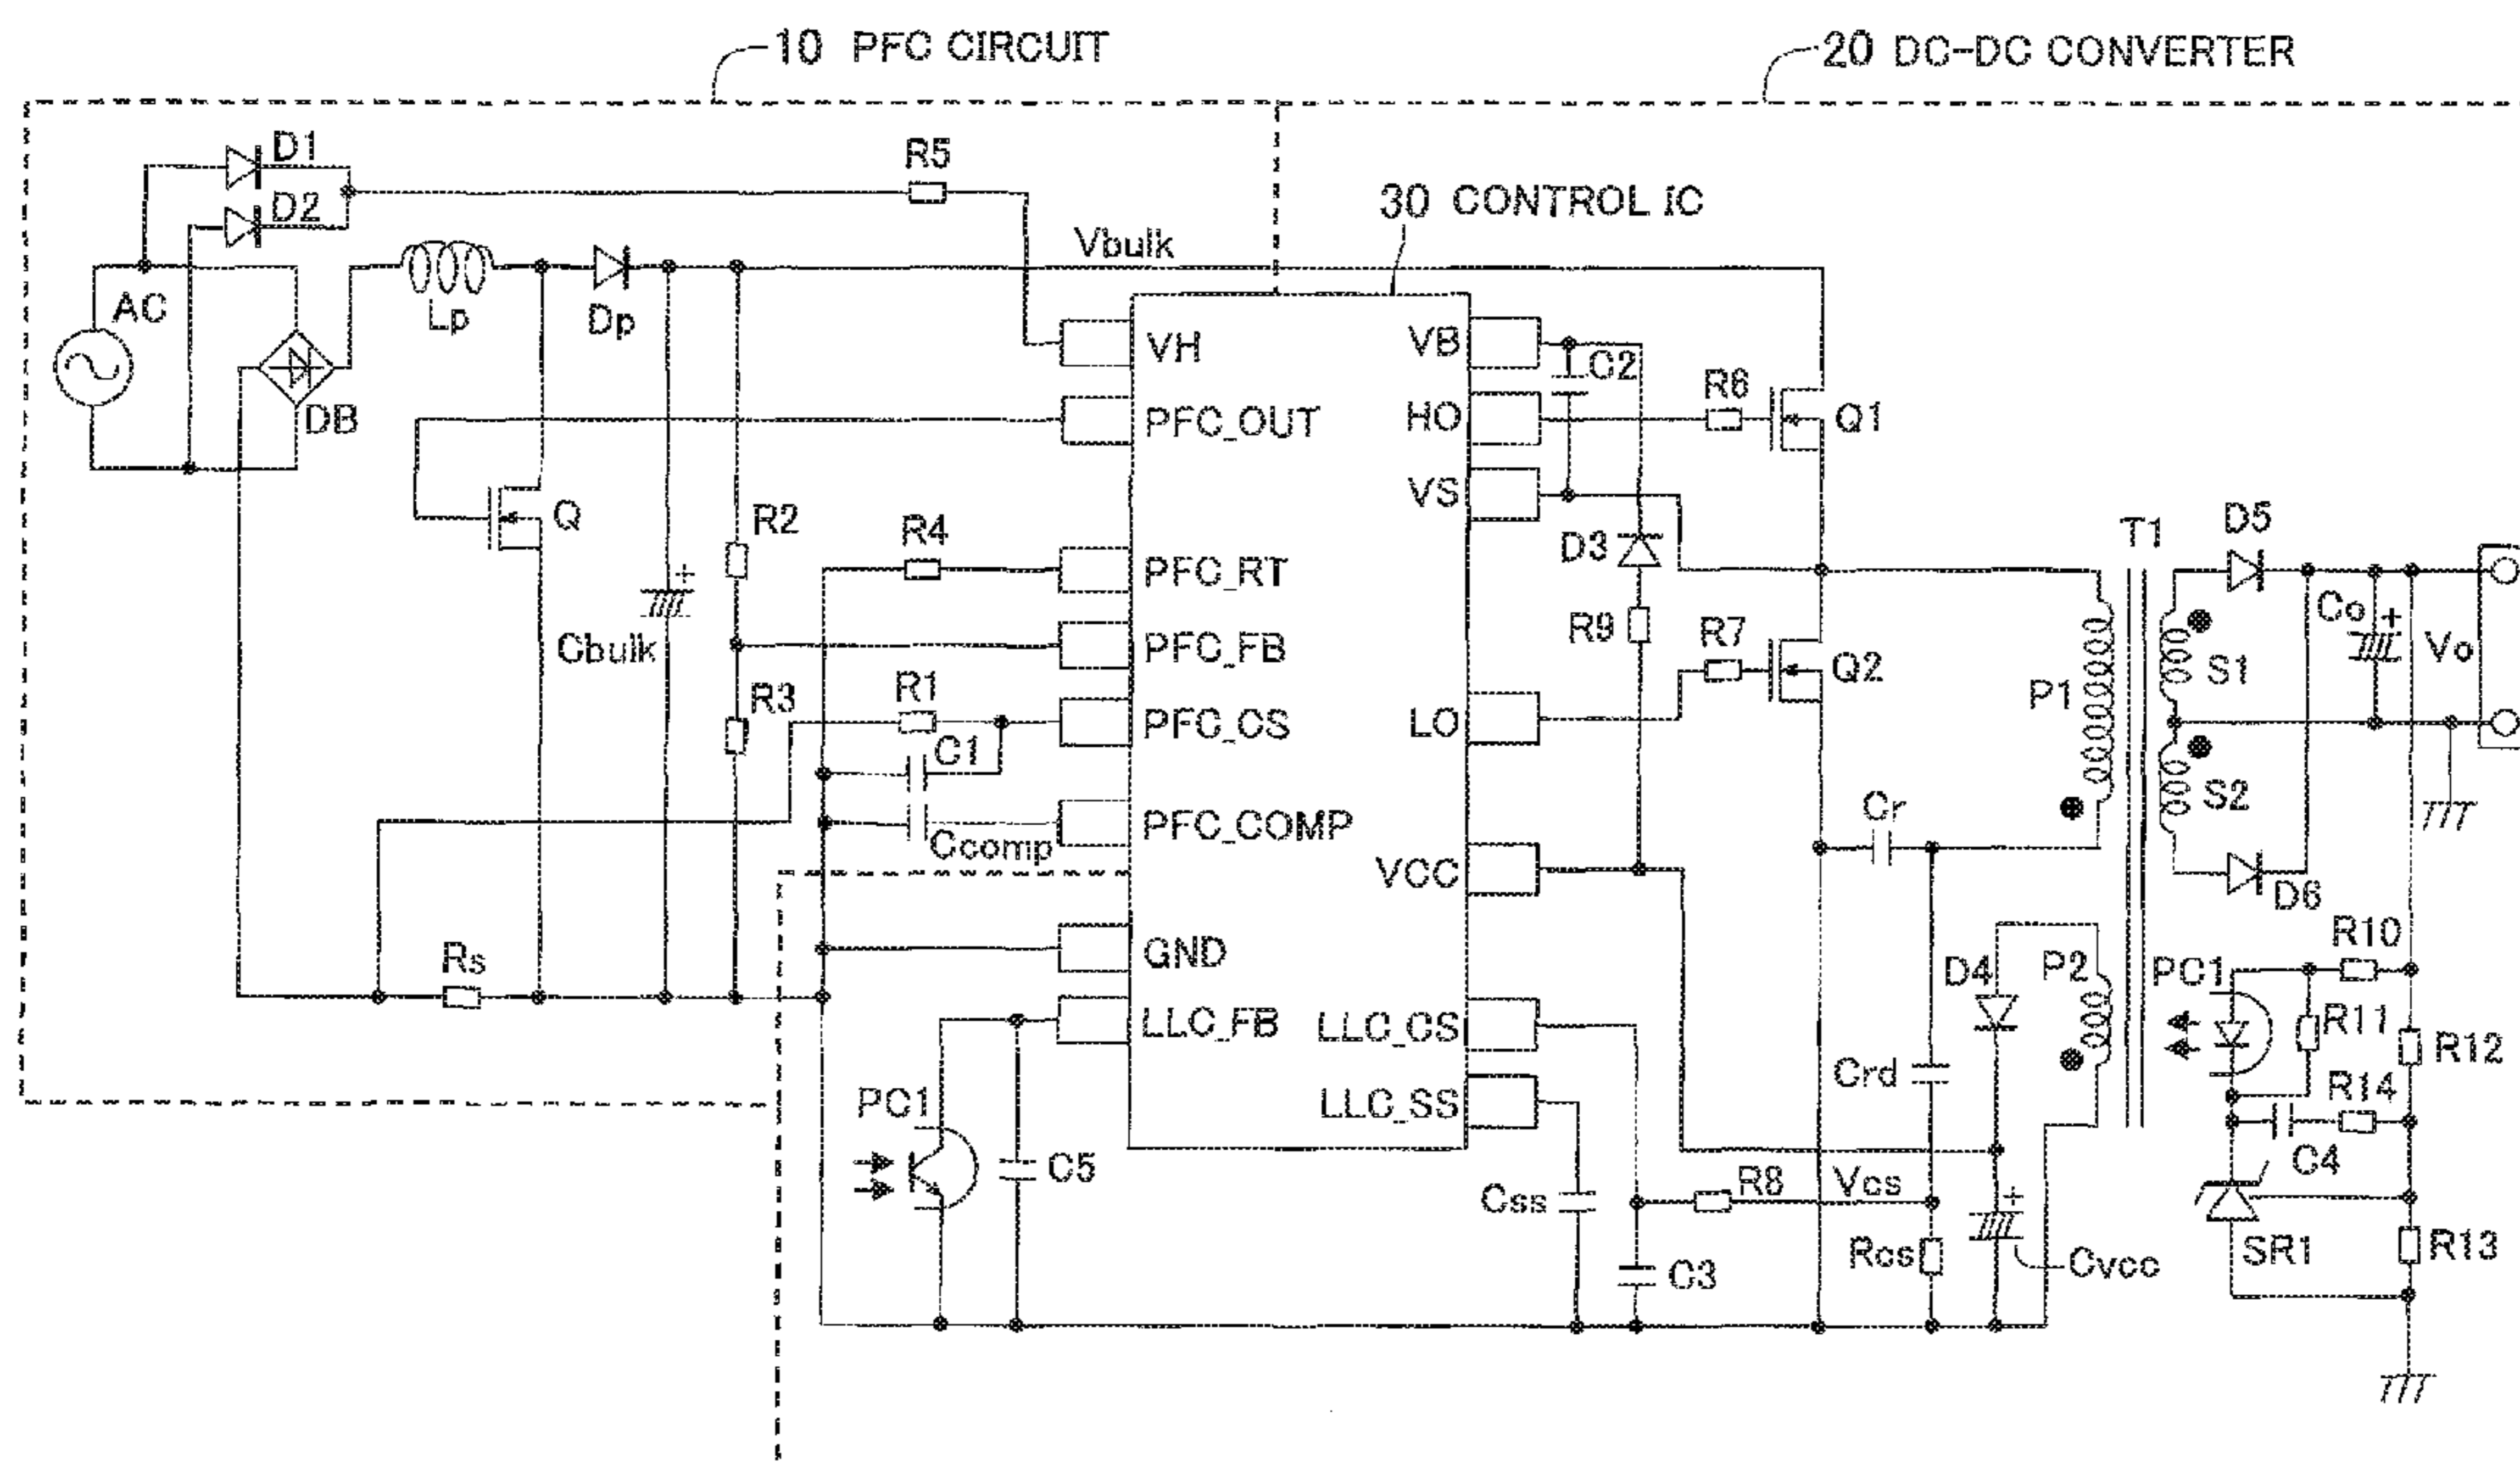 10 PFC CIRCUIT
20 DC-DC CONVERTER
D1
D2
R5
30 CONTROL IC
Vbulk
AC
Lp
Dp
DB
VH
VB
C2
PFC_OUT
HO
R6
Q1
VS
Q
R2
R4
D3
T1
D5
+
PFC_RT
Cbulk
PFC_FB
R9
R7
Q2
P1
S1
Co
+
Vo
R3
R1
PFC_CS
LO
C1
S2
Ccomp
PFC_COMP
Cr
VCC
D6
Rs
GND
D4
P2
PC1
R10
LLC_FB
LLC_CS
R11
R12
Crd
PC1
LLC_SS
R14
C5
C4
Css
R8
Vcs
+
Rcs
Cvcc
C3
SR1
R13